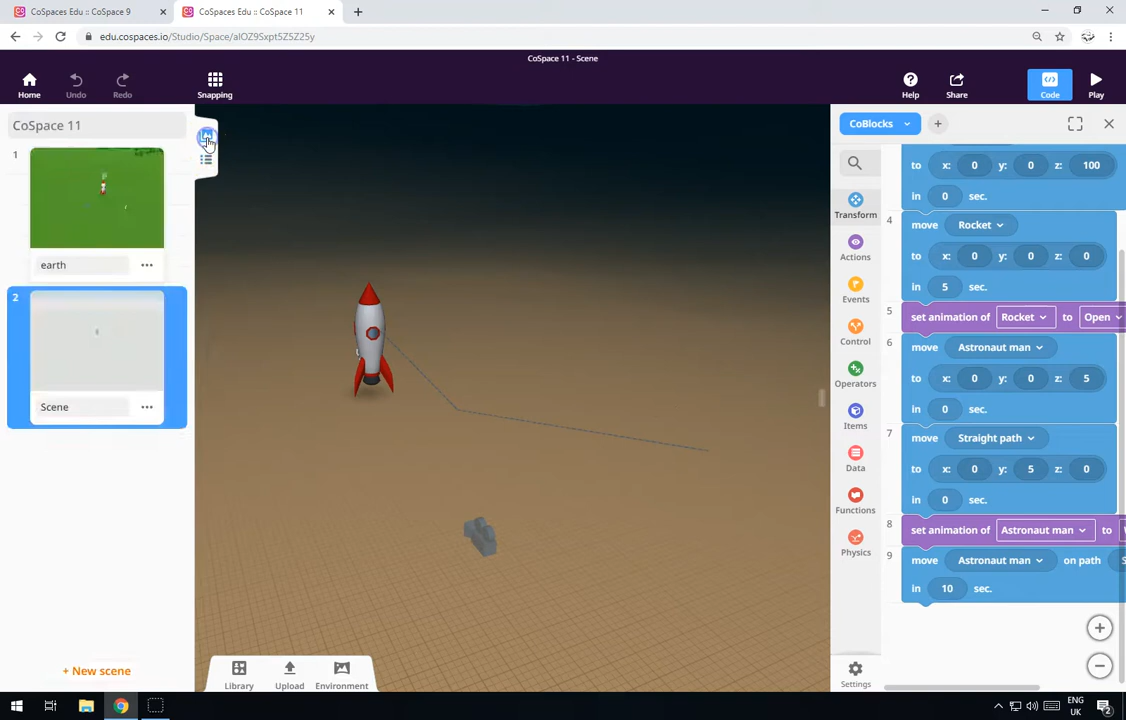 CoSpaces Edu :: CoSpace 9
CoSpaces Edu :: CoSpace 11
edu.cospaces.io/Studio/Space/alOZ9Sxpt5Z5Z25y
CoSpace 11 - Scene
Home
Undo
Redo
Snapping
Help
Share
Code
Play
CoSpace 11
1
earth
2
Scene
+ New scene
Library
Upload
Environment
CoBlocks
Transform
Actions
Events
Control
Operators
Items
Data
Functions
Physics
Settings
to x: 0 y: 0 z: 100
in 0 sec.
4 move Rocket
to x: 0 y: 0 z: 0
in 5 sec.
5 set animation of Rocket to Open
6 move Astronaut man
to x: 0 y: 0 z: 5
in 0 sec.
7 move Straight path
to x: 0 y: 5 z: 0
in 0 sec.
8 set animation of Astronaut man to
9 move Astronaut man on path
in 10 sec.
ENG
UK
2